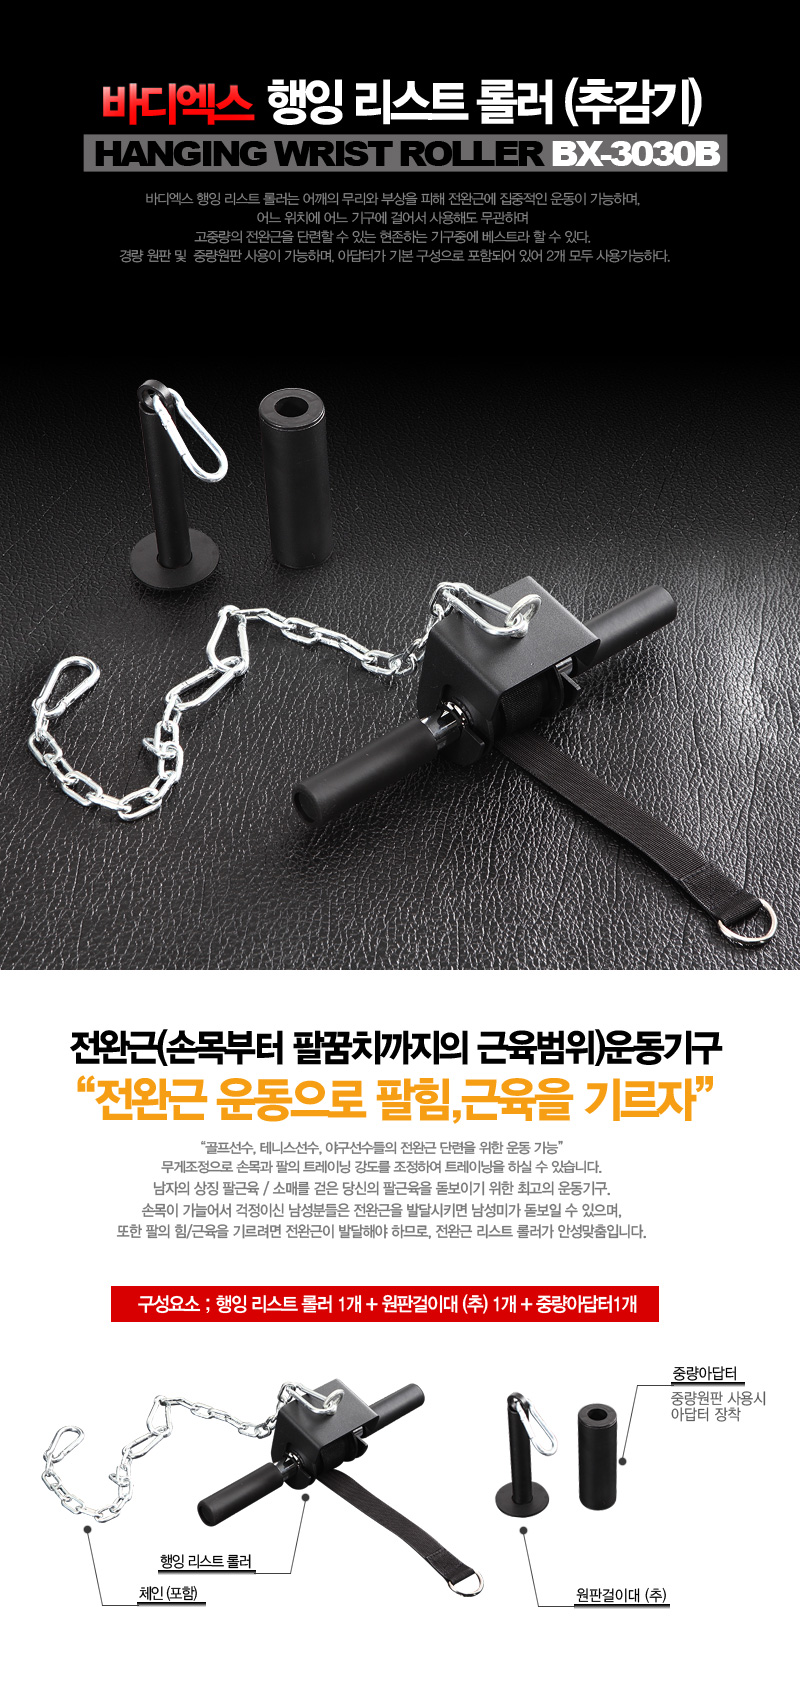 바디엑스 행잉 리스트 롤러 (추감기)
HANGING WRIST ROLLER BX-3030B
바디엑스 행잉 리스트 롤러는 어깨의 무리와 부상을 피해 전완근에 집중적인 운동이 가능하며,
어느 위치에 어느 기구에 걸어서 사용해도 무관하며
고중량의 전완근을 단련할 수 있는 현존하는 기구중에 베스트라 할 수 있다.
경량 원판 및 중량원판 사용이 가능하며, 아답터가 기본 구성으로 포함되어 있어 2개 모두 사용가능하다.
전완근(손목부터 팔꿈치까지의 근육범위)운동기구
“전완근 운동으로 팔힘,근육을 기르자”
“골프선수, 테니스선수, 야구선수들의 전완근 단련을 위한 운동 가능”
무게조정으로 손목과 팔의 트레이닝 강도를 조정하여 트레이닝을 하실 수 있습니다.
남자의 상징 팔근육 / 소매를 걷은 당신의 팔근육을 돋보이기 위한 최고의 운동기구.
손목이 가늘어서 걱정이신 남성분들은 전완근을 발달시키면 남성미가 돋보일 수 있으며,
또한 팔의 힘/근육을 기르려면 전완근이 발달해야 하므로, 전완근 리스트 롤러가 안성맞춤입니다.
구성요소 ; 행잉 리스트 롤러 1개 + 원판걸이대 (추) 1개 + 중량아답터1개
중량아답터
중량원판 사용시
아답터 장착
행잉 리스트 롤러
체인 (포함)
원판걸이대 (추)